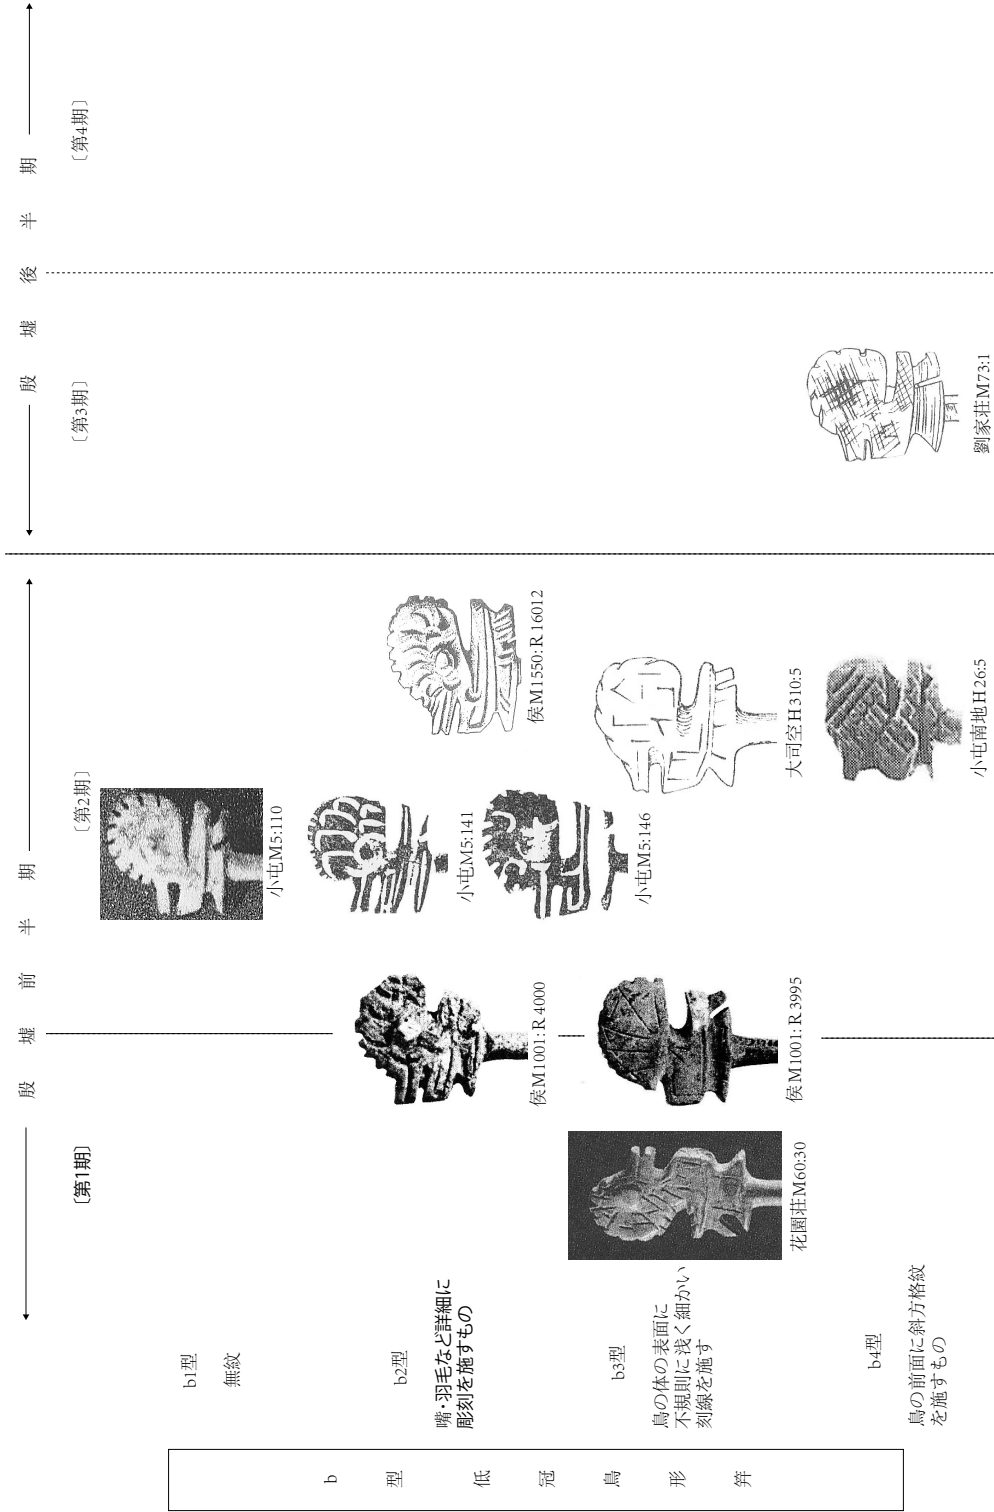 殷墟前半期
殷墟後半期
〔第1期〕
〔第2期〕
〔第3期〕
〔第4期〕
b型低冠鳥形笄
b1型
無紋
小屯M5:110
b2型
嘴・羽毛など詳細に
彫刻を施すもの
侯M1001:R4000
小屯M5:141
小屯M5:146
侯M1550:R16012
b3型
鳥の体の表面に
不規則に浅く細かい
刻線を施す
花園荘M60:30
侯M1001:R3995
大司空H310:5
b4型
鳥の前面に斜方格紋
を施すもの
小屯南地H26:5
劉家荘M73:1